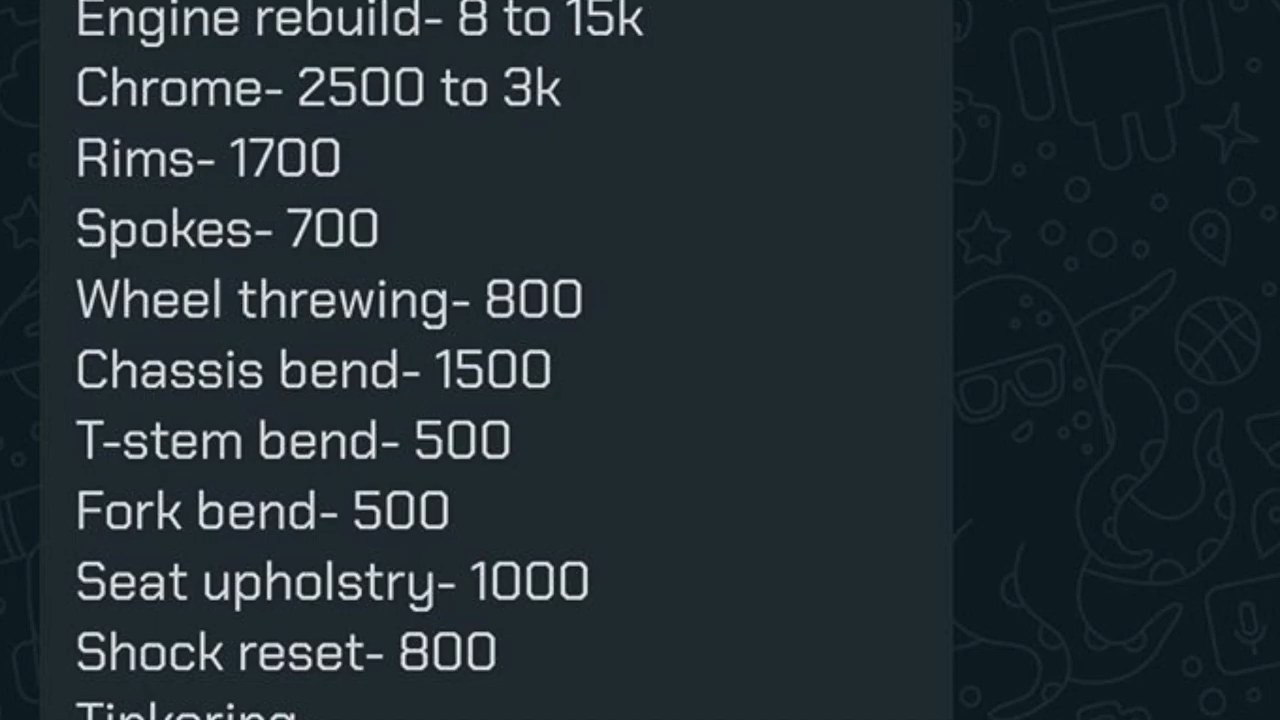 Engine rebuild- 8 to 15k
Chrome- 2500 to 3k
Rims- 1700
Spokes- 700
Wheel threwing- 800
Chassis bend- 1500
T-stem bend- 500
Fork bend- 500
Seat upholstry- 1000
Shock reset- 800
Tinkering